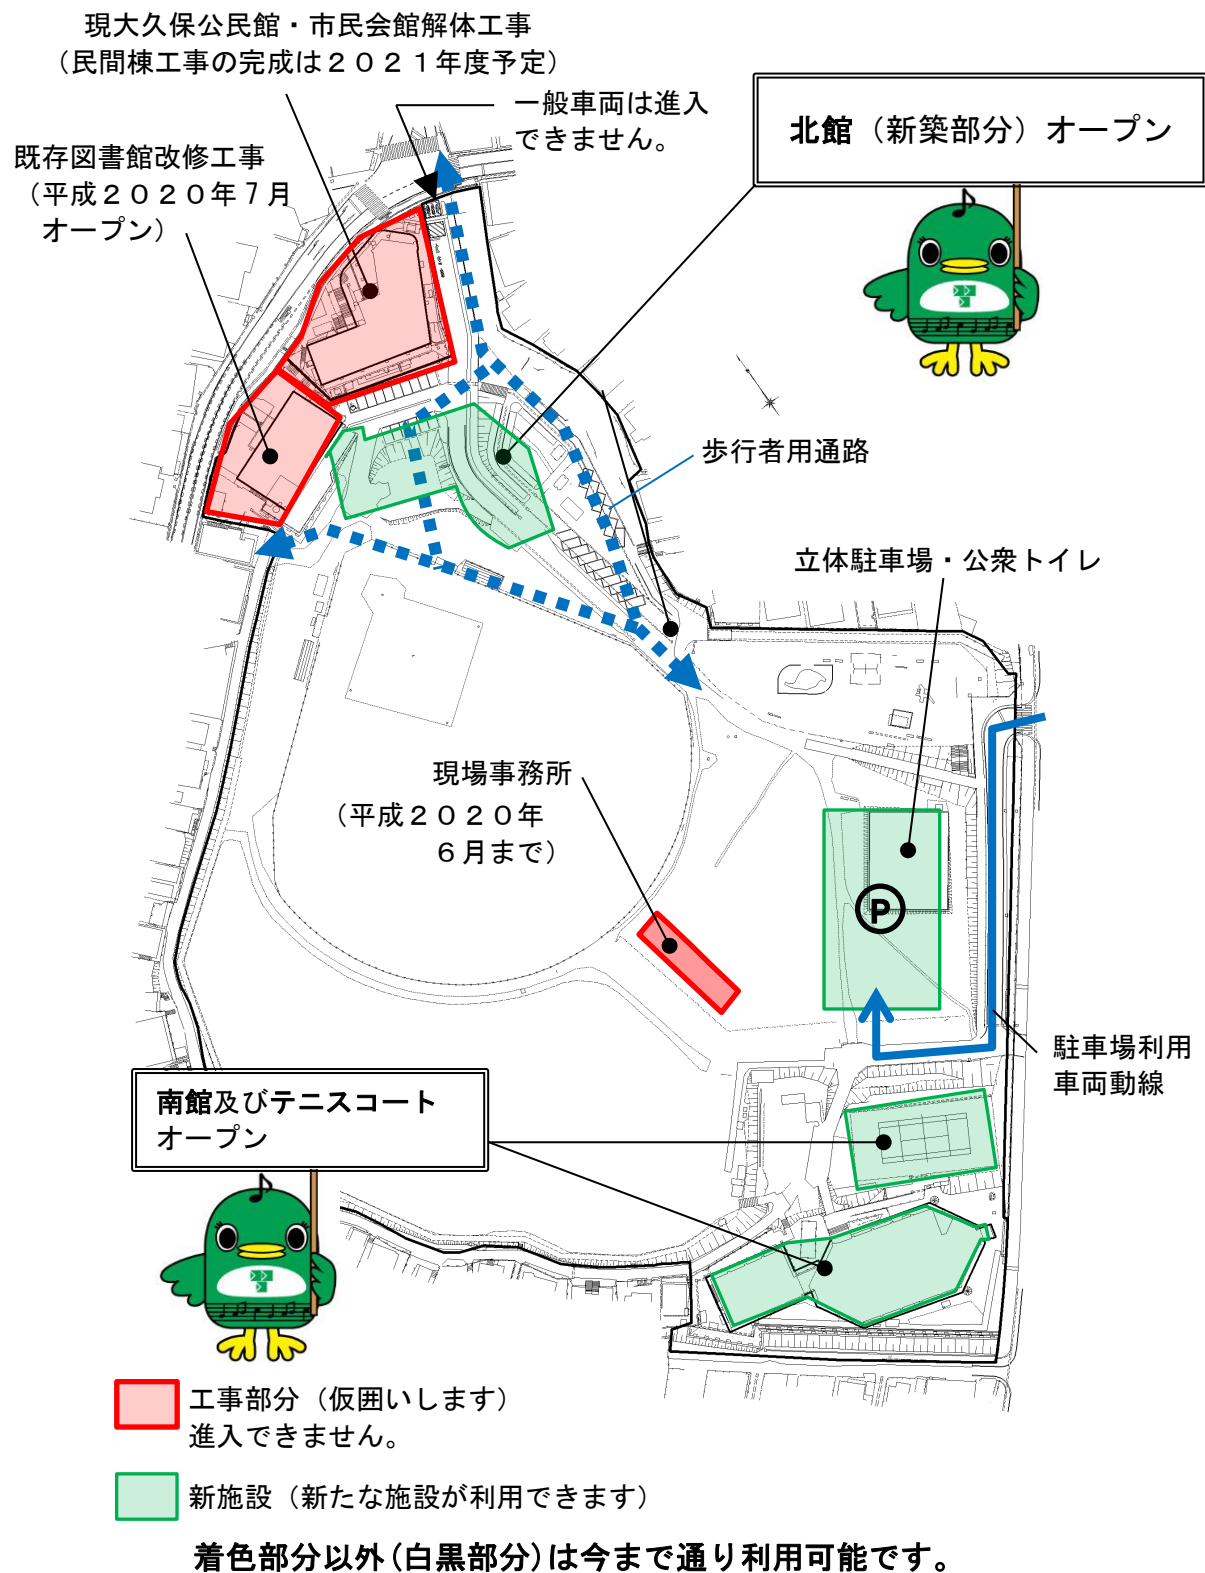 現大久保公民館・市民会館解体工事
（民間棟工事の完成は２０２１年度予定）
一般車両は進入
できません。
北館（新築部分）オープン
既存図書館改修工事
（平成２０２０年７月
オープン）
歩行者用通路
立体駐車場・公衆トイレ
現場事務所
（平成２０２０年
６月まで）
P
駐車場利用
車両動線
南館及びテニスコート
オープン
工事部分（仮囲いします）
進入できません。
新施設（新たな施設が利用できます）
着色部分以外(白黒部分)は今まで通り利用可能です。